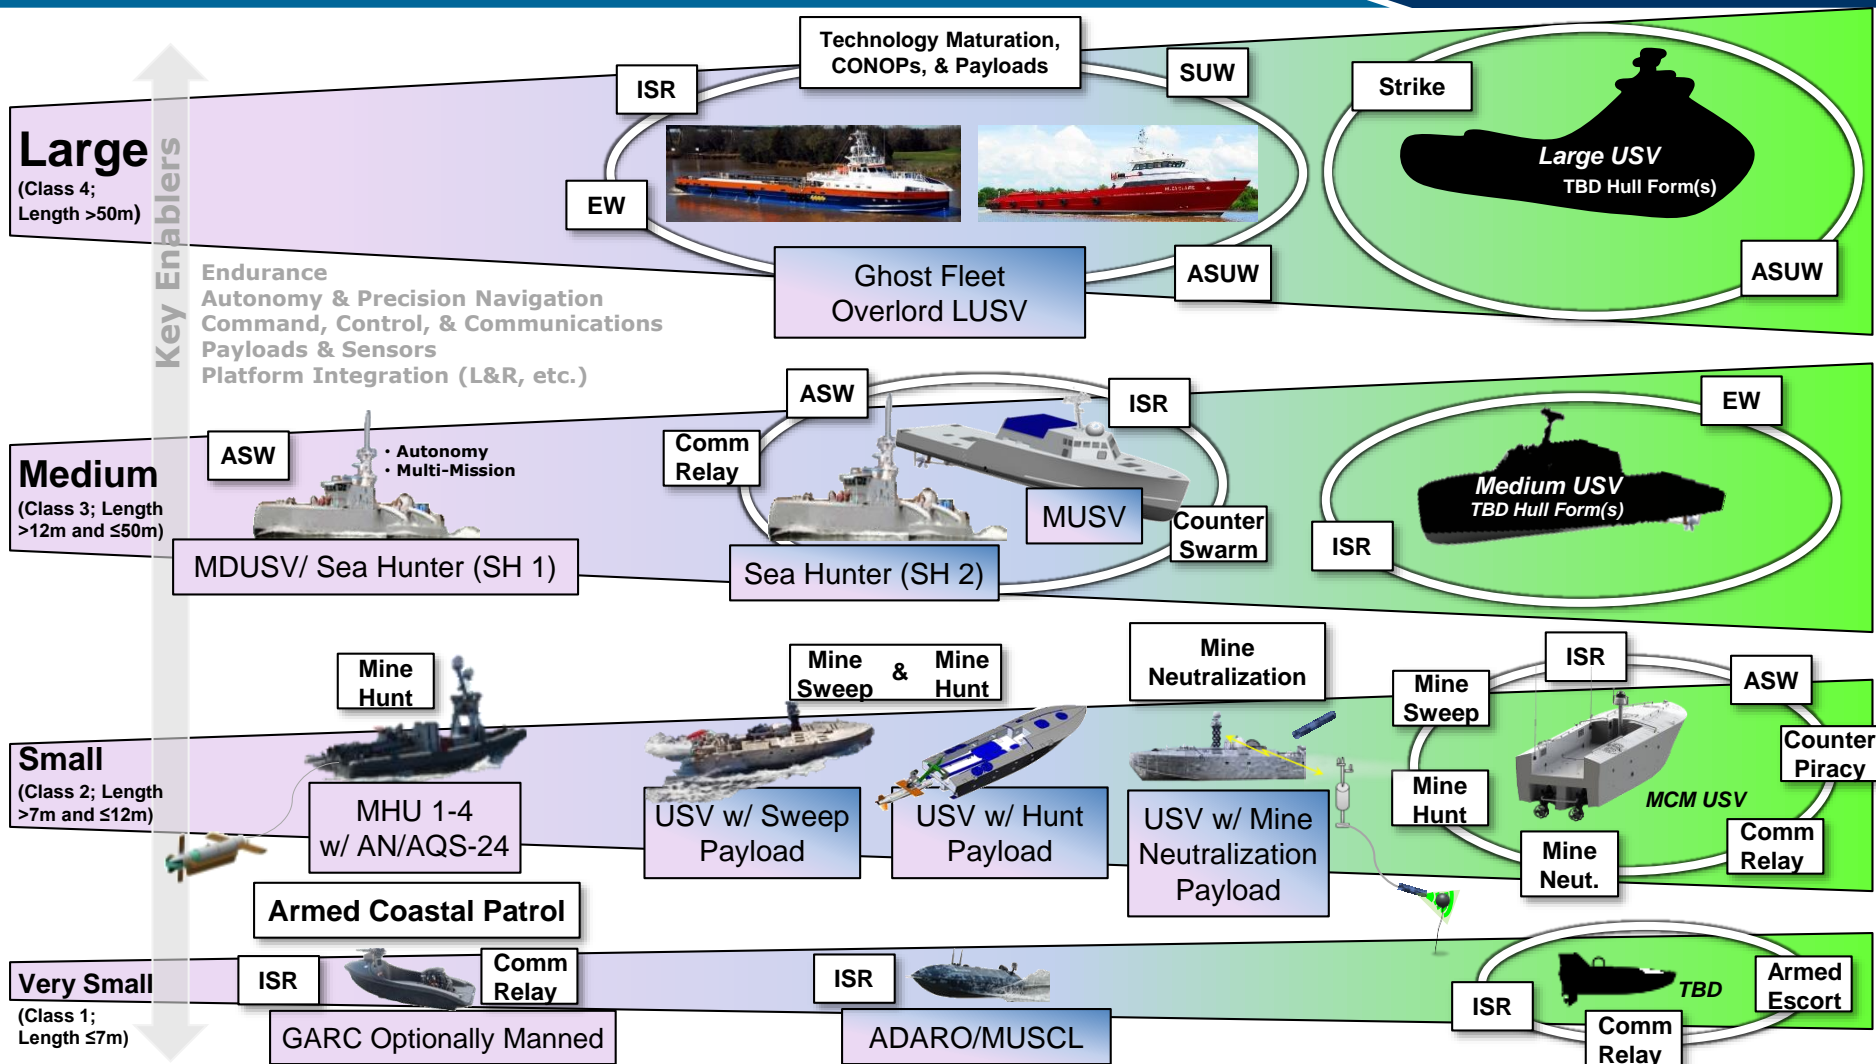 Technology Maturation,
CONOPs, & Payloads
ISR
SUW
Strike
Large
(Class 4;
Length >50m)
EW
Large USV
TBD Hull Form(s)
Ghost Fleet
Overlord LUSV
ASUW
ASUW
Key Enablers
Endurance
Autonomy & Precision Navigation
Command, Control, & Communications
Payloads & Sensors
Platform Integration (L&R, etc.)
Medium
(Class 3; Length
>12m and ≤50m)
ASW
· Autonomy
· Multi-Mission
MDUSV/ Sea Hunter (SH 1)
ASW
ISR
Comm
Relay
MUSV
Counter
Swarm
Sea Hunter (SH 2)
EW
Medium USV
TBD Hull Form(s)
ISR
Small
(Class 2; Length
>7m and ≤12m)
Mine
Hunt
MHU 1-4
w/ AN/AQS-24
Mine
Sweep
&
Mine
Hunt
USV w/ Sweep
Payload
USV w/ Hunt
Payload
Mine
Neutralization
USV w/ Mine
Neutralization
Payload
ISR
Mine
Sweep
ASW
Counter
Piracy
Mine
Hunt
MCM USV
Mine
Neut.
Comm
Relay
Very Small
(Class 1;
Length ≤7m)
Armed Coastal Patrol
ISR
Comm
Relay
GARC Optionally Manned
ISR
ADARO/MUSCL
ISR
TBD
Armed
Escort
Comm
Relay